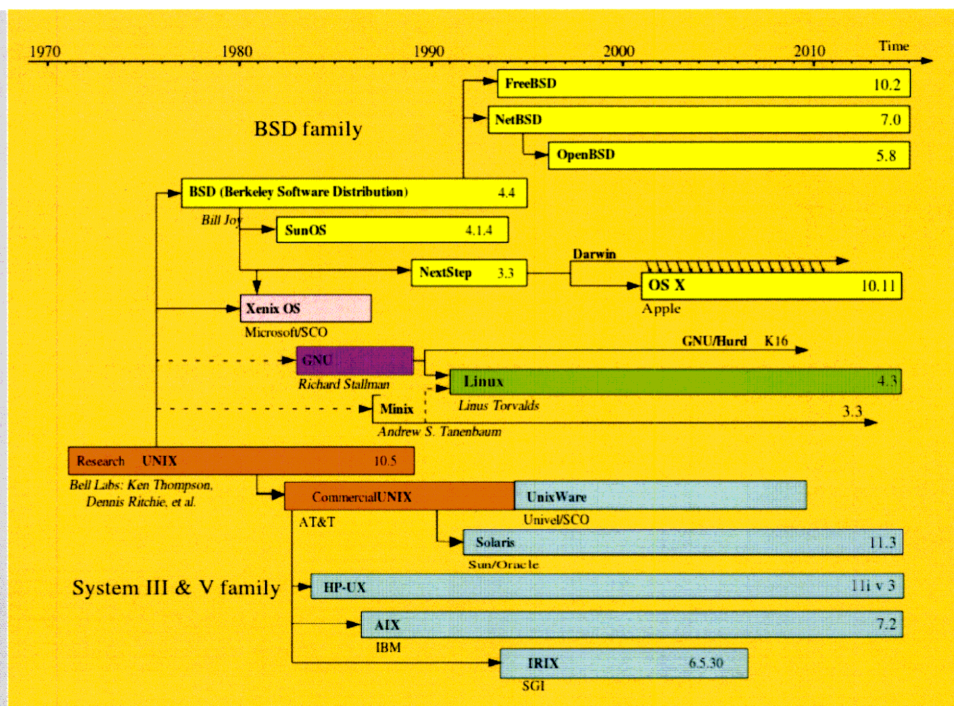 1970 1980 1990 2000 2010 Time
FreeBSD 10.2
BSD family
NetBSD 7.0
OpenBSD 5.8
BSD (Berkeley Software Distribution) 4.4
Bill Joy
SunOS 4.1.4
Darwin
NextStep 3.3
OS X 10.11
Apple
Xenix OS
Microsoft/SCO
GNU/Hurd K16
GNU
Richard Stallman
Linux 4.3
Linus Torvalds
Minix 3.3
Andrew S. Tanenbaum
Research UNIX 10.5
Bell Labs: Ken Thompson,
Dennis Ritchie, et al.
CommercialUNIX
AT&T
UnixWare
Univel/SCO
Solaris 11.3
Sun/Oracle
System III & V family
HP-UX 11i v 3
AIX 7.2
IBM
IRIX 6.5.30
SGI